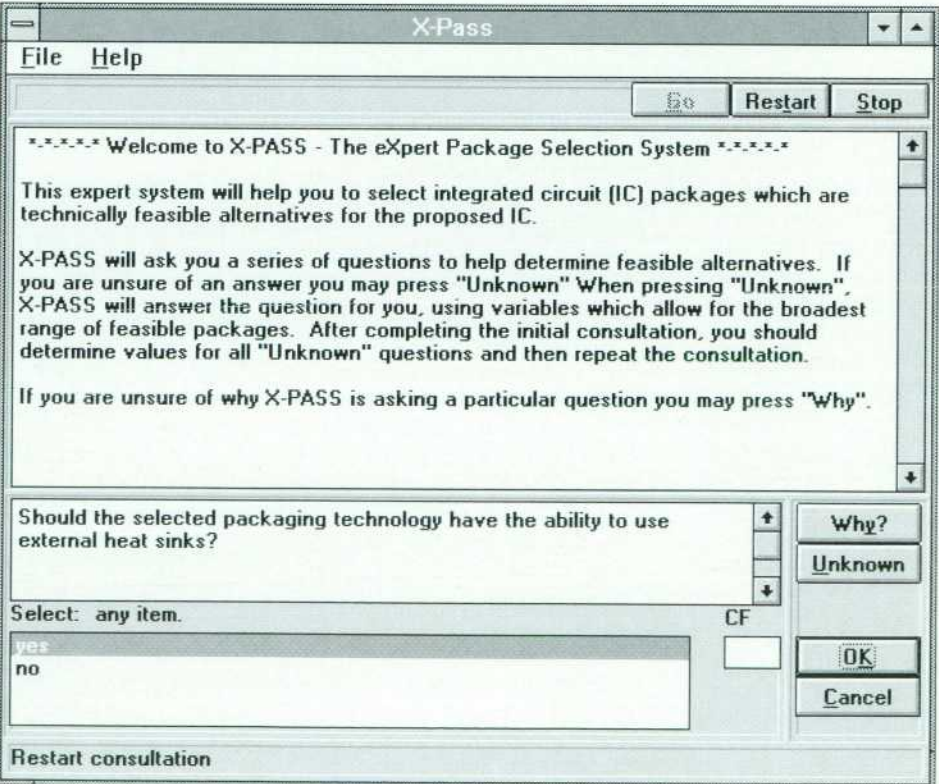 X-Pass
File Help
Go Restart Stop
*-*-*-*-* Welcome to X-PASS - The eXpert Package Selection System *-*-*-*-*
This expert system will help you to select integrated circuit (IC) packages which are
technically feasible alternatives for the proposed IC.
X-PASS will ask you a series of questions to help determine feasible alternatives. If
you are unsure of an answer you may press "Unknown" When pressing "Unknown",
X-PASS will answer the question for you, using variables which allow for the broadest
range of feasible packages. After completing the initial consultation, you should
determine values for all "Unknown" questions and then repeat the consultation.
If you are unsure of why X-PASS is asking a particular question you may press "Why".
Should the selected packaging technology have the ability to use
external heat sinks?
Why?
Unknown
Select: any item.
CF
yes
no
OK
Cancel
Restart consultation